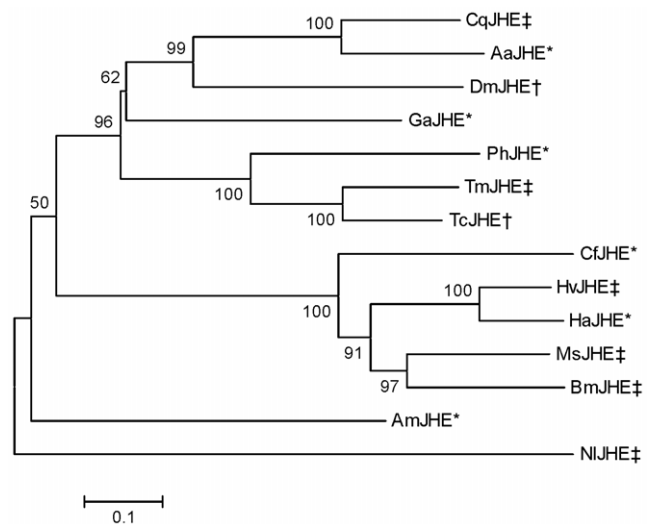 CqJHE‡
100
AaJHE*
99
DmJHE†
62
GaJHE*
96
PhJHE*
100
TmJHE‡
100
TcJHE†
50
CfJHE*
100
HvJHE‡
100
HaJHE*
91
MsJHE‡
97
BmJHE‡
AmJHE*
NlJHE‡
0.1